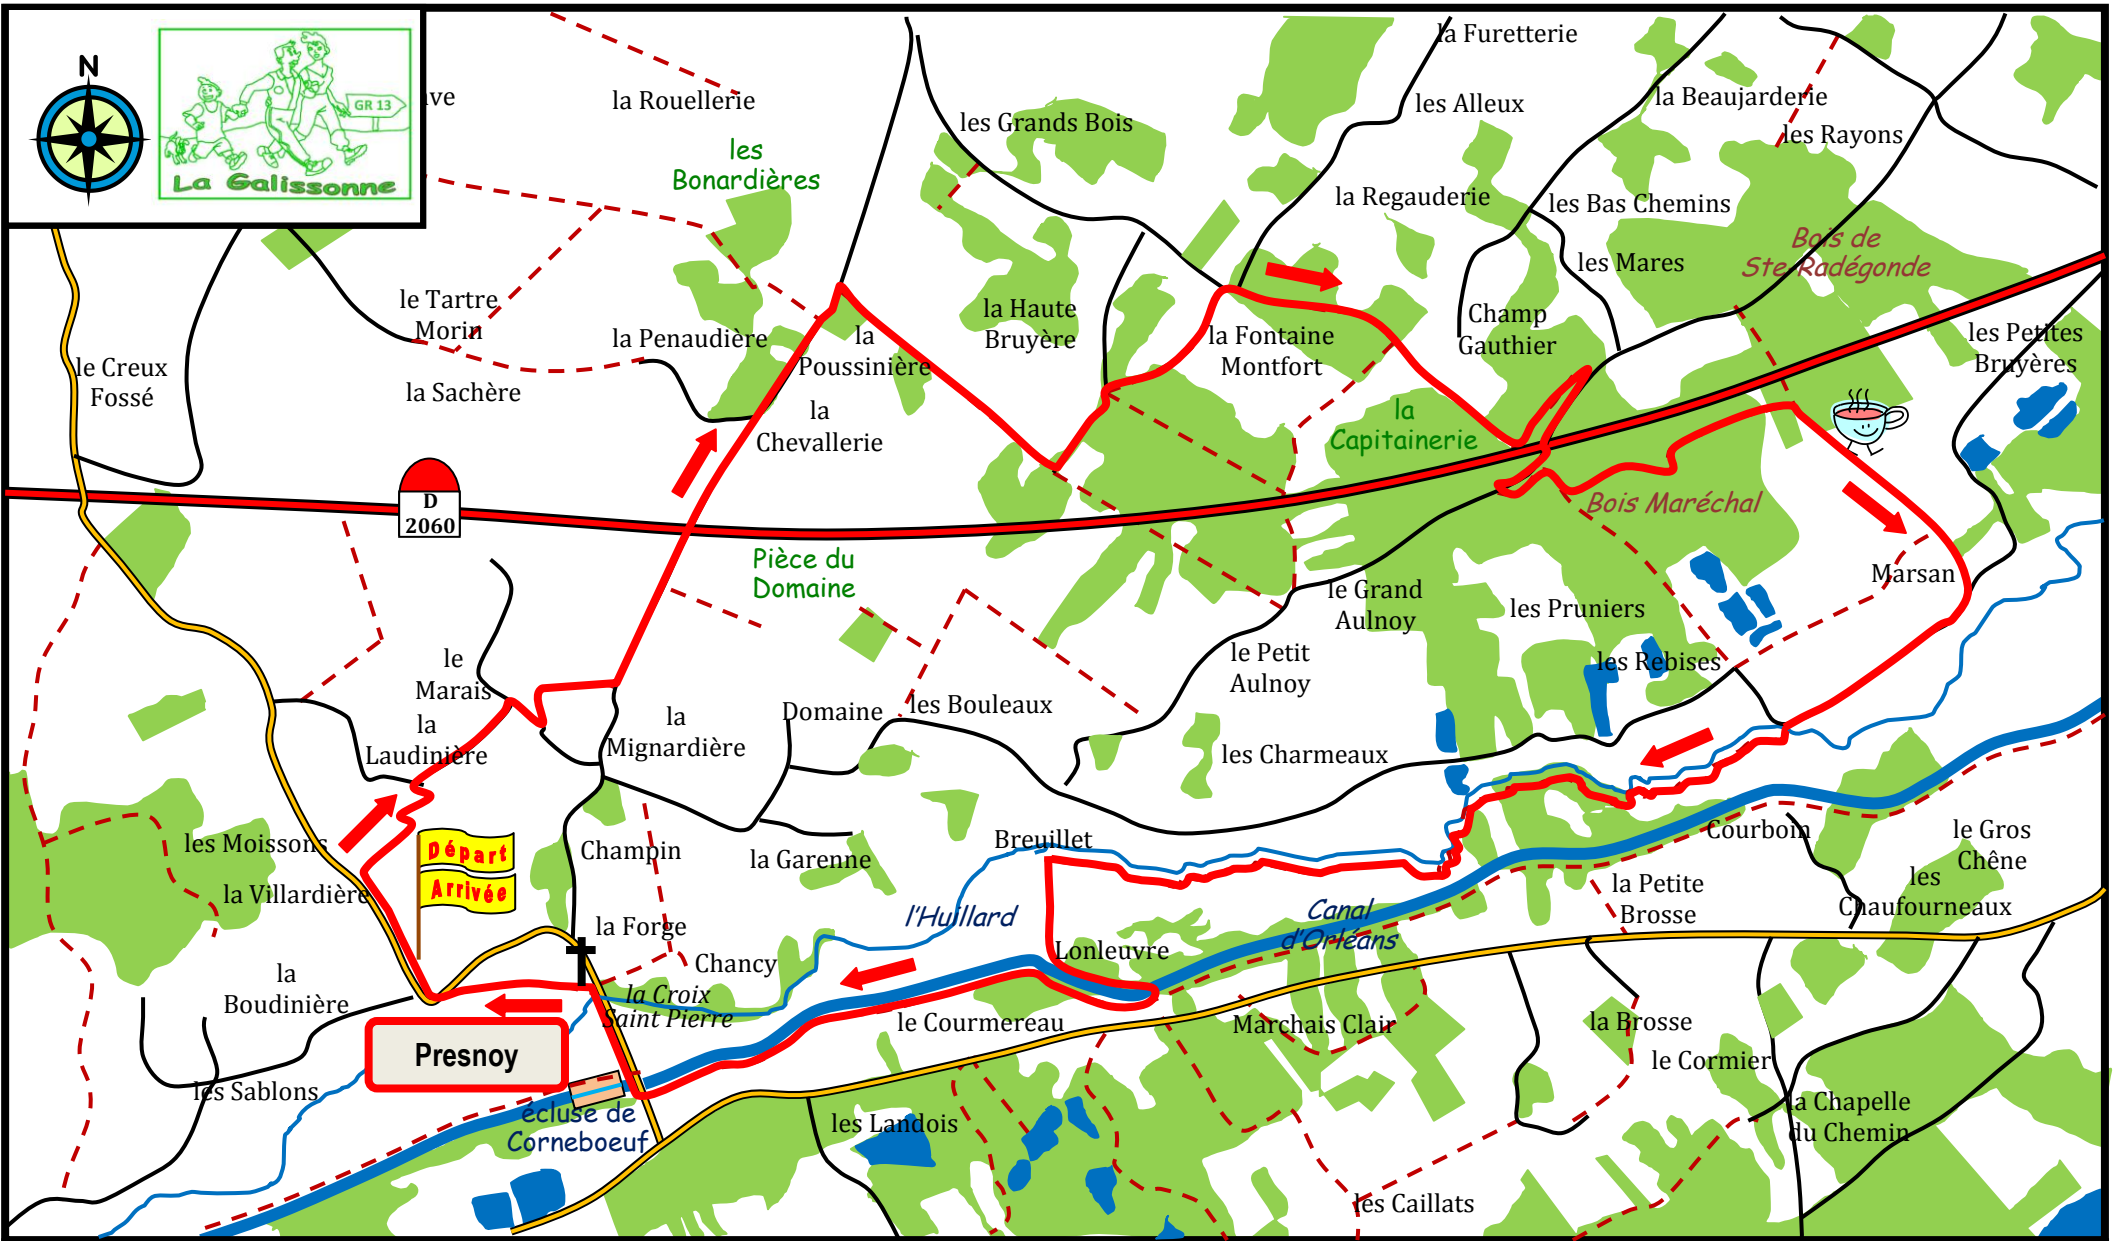 N
GR 13
La Galissonne
ive
la Rouellerie
les
Bonardières
les Grands Bois
la Furetterie
les Alleux
la Beaujarderie
les Rayons
la Regauderie
les Bas Chemins
les Mares
Bois de
Ste Radégonde
le Tartre
Morin
la Penaudière
la
Poussinière
la Haute
Bruyère
la Fontaine
Montfort
Champ
Gauthier
les Petites
Bruyères
le Creux
Fossé
la Sachère
la
Chevallerie
la
Capitainerie
D
2060
Bois Maréchal
Pièce du
Domaine
Marsan
le Grand
Aulnoy
les Pruniers
le
Marais
le Petit
Aulnoy
les Rebises
la
Laudinière
la
Mignardière
Domaine
les Bouleaux
les Charmeaux
les Moissons
Départ
Arrivée
Champin
la Garenne
Breuillet
Courboin
le Gros
Chêne
la Villardière
la Petite
Brosse
les
Chaufourneaux
la Forge
l'Huillard
Canal
d'Orléans
Lonleuvre
Chancy
la
Boudinière
la Croix
Saint Pierre
le Courmereau
Marchais Clair
la Brosse
Presnoy
le Cormier
les Sablons
écluse de
Corneboeuf
les Landois
la Chapelle
du Chemin
les Caillats